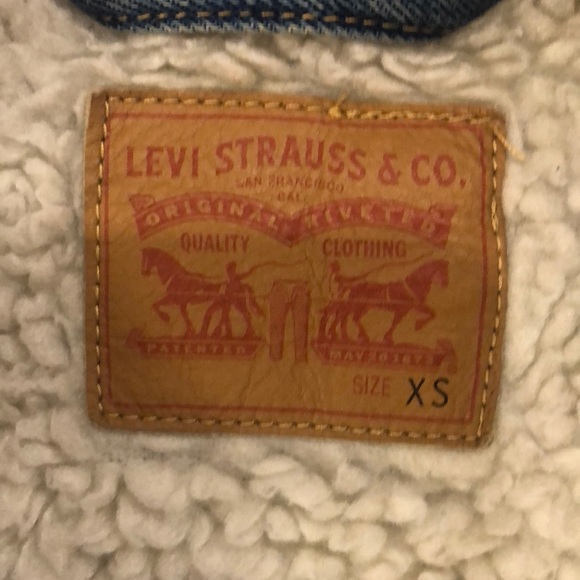 LEVI STRAUSS & CO.
SAN FRANCISCO
CAL.
ORIGINAL RIVETED
QUALITY CLOTHING
PATENTED MAY 20 1873
SIZE XS